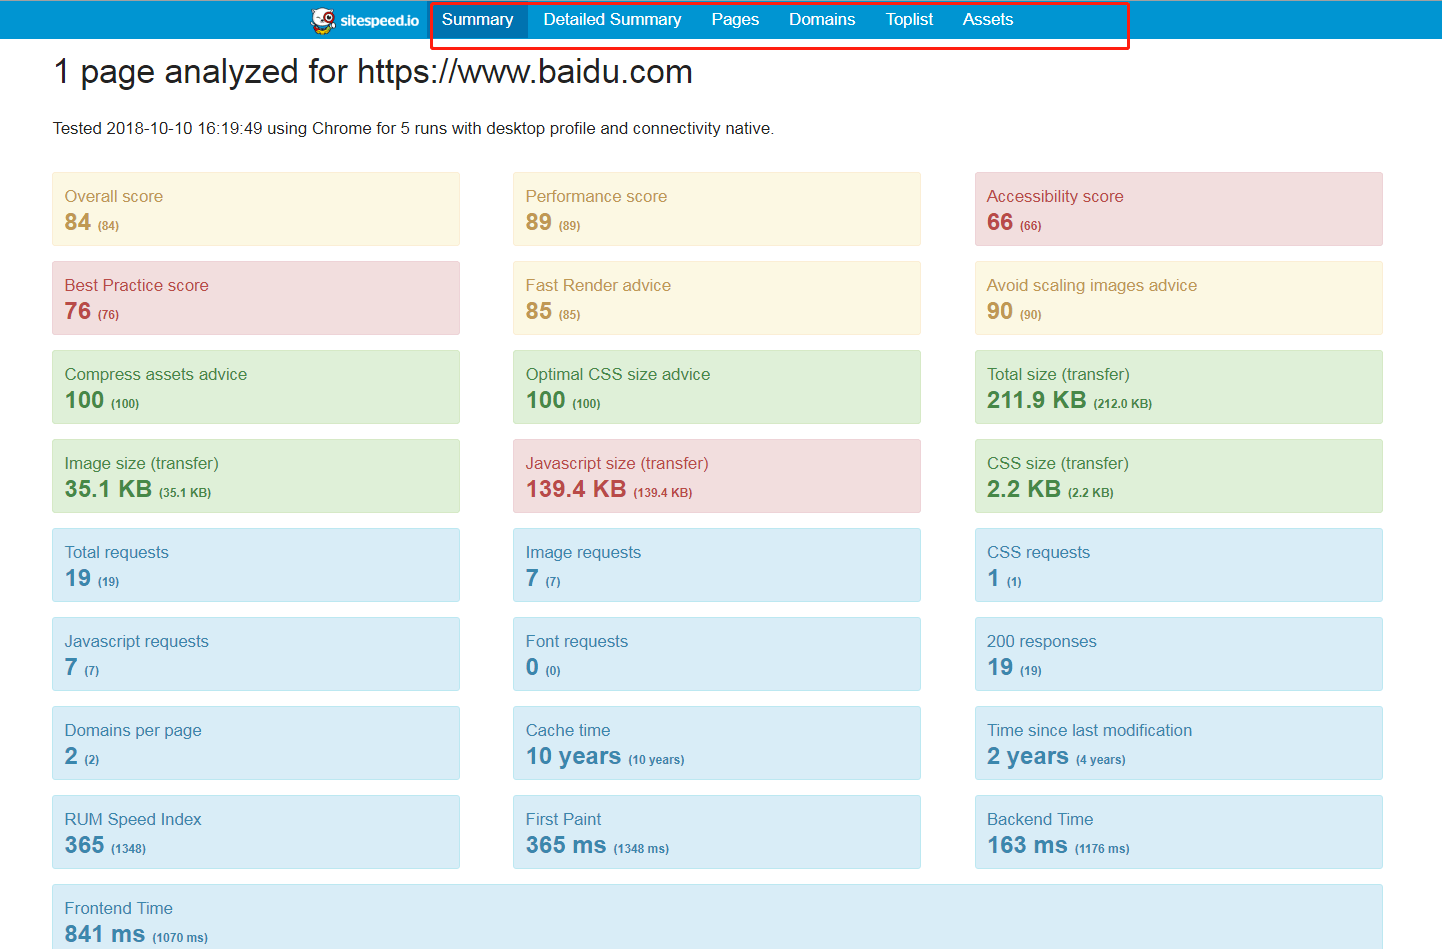 sitespeed.io Summary Detailed Summary Pages Domains Toplist Assets
1 page analyzed for https://www.baidu.com
Tested 2018-10-10 16:19:49 using Chrome for 5 runs with desktop profile and connectivity native.
Overall score
84 (84)
Performance score
89 (89)
Accessibility score
66 (66)
Best Practice score
76 (76)
Fast Render advice
85 (85)
Avoid scaling images advice
90 (90)
Compress assets advice
100 (100)
Optimal CSS size advice
100 (100)
Total size (transfer)
211.9 KB (212.0 KB)
Image size (transfer)
35.1 KB (35.1 KB)
Javascript size (transfer)
139.4 KB (139.4 KB)
CSS size (transfer)
2.2 KB (2.2 KB)
Total requests
19 (19)
Image requests
7 (7)
CSS requests
1 (1)
Javascript requests
7 (7)
Font requests
0 (0)
200 responses
19 (19)
Domains per page
2 (2)
Cache time
10 years (10 years)
Time since last modification
2 years (4 years)
RUM Speed Index
365 (1348)
First Paint
365 ms (1348 ms)
Backend Time
163 ms (1176 ms)
Frontend Time
841 ms (1070 ms)